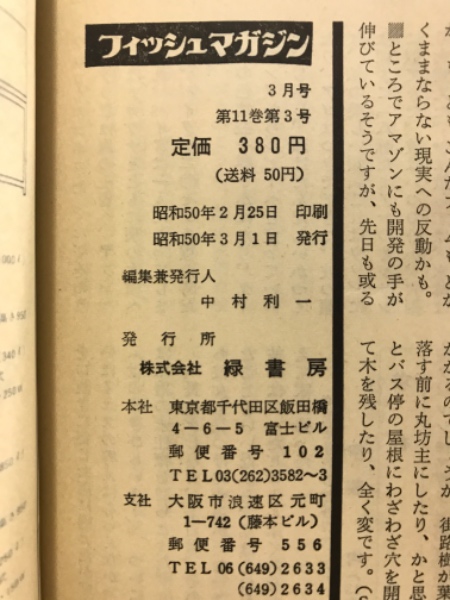 フィッシュマガジン
3月号
第11巻第3号
定価 380円
(送料 50円)
昭和50年2月25日 印刷
昭和50年3月1日 発行
編集兼発行人
中村利一
発行所
株式会社 緑書房
本社 東京都千代田区飯田橋
4―6―5 富士ビル
郵便番号 102
TEL03(262)3582〜3
支社 大阪市浪速区元町
1―742 (藤本ビル)
郵便番号 556
TEL 06 (649) 2633
(649) 2634
くままならない現実への反動かも。
■ところでアマゾンにも開発の手が
伸びているそうですが、先日も或る
落す前に丸坊主にしたり、かと思
とバス停の屋根にわざわざ穴を開
て木を残したり、全く変です。